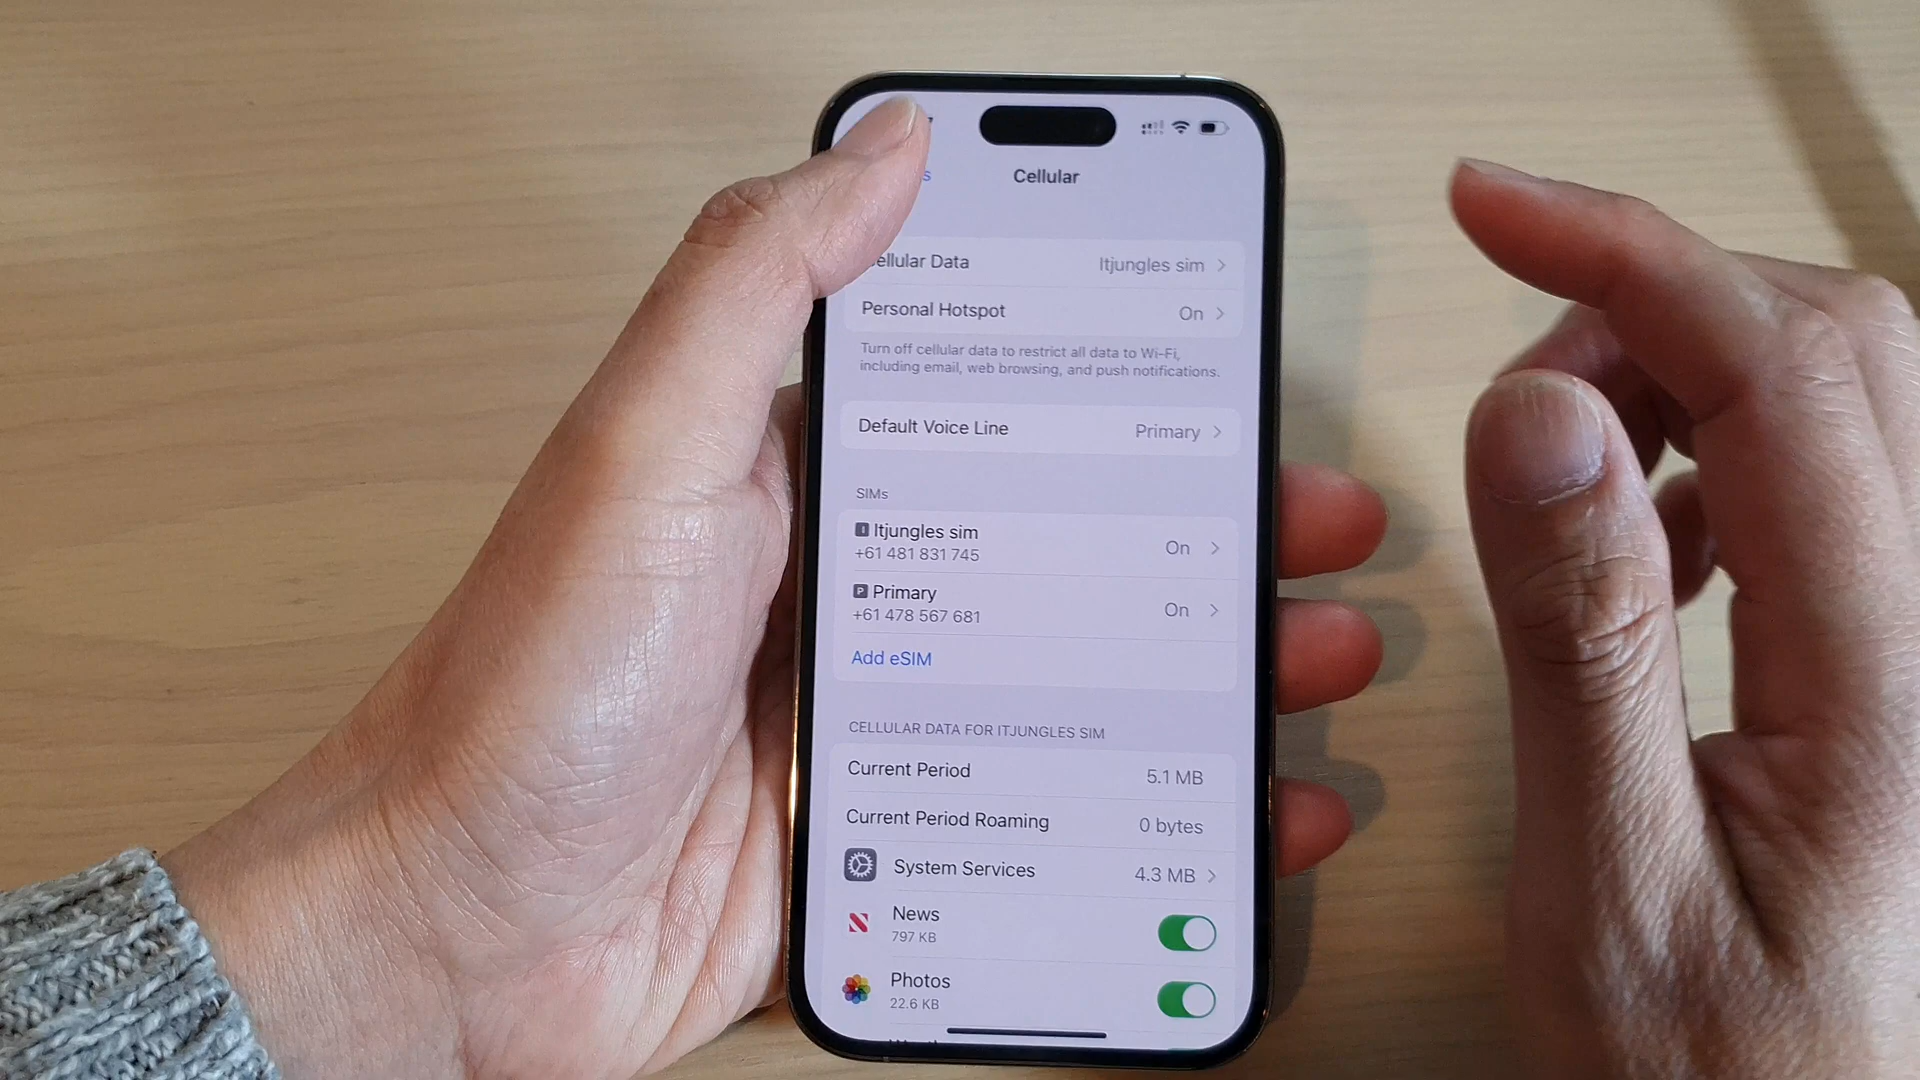 s
Cellular
ellular Data
Itjungles sim
Personal Hotspot
On
Turn off cellular data to restrict all data to Wi-Fi,
including email, web browsing, and push notifications.
Default Voice Line
Primary
SIMs
I Itjungles sim
+61 481 831 745
On
P Primary
+61 478 567 681
On
Add eSIM
CELLULAR DATA FOR ITJUNGLES SIM
Current Period
5.1 MB
Current Period Roaming
0 bytes
System Services
4.3 MB
News
797 KB
Photos
22.6 KB